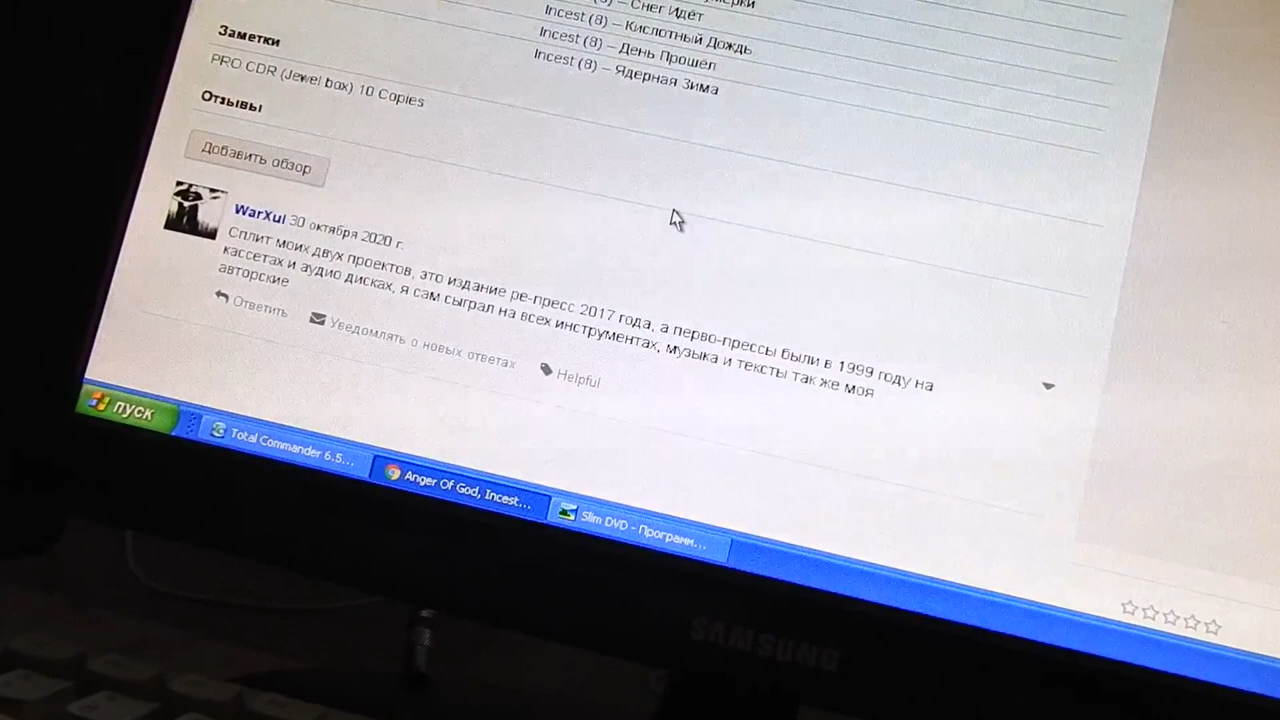 Incest (8) – Снег Идёт
Incest (8) – Кислотный Дождь
Incest (8) – День Прошёл
Incest (8) – Ядерная Зима
Заметки
PRO CDR (Jewel box) 10 Copies
Отзывы
Добавить обзор
WarXul 30 октября 2020 г.
Сплит моих двух проектов, это издание ре-пресс 2017 года, а перво-прессы были в 1999 году на
кассетах и аудио дисках, я сам сыграл на всех инструментах, музыка и тексты так же моя
авторские
Ответить Уведомлять о новых ответах Helpful
пуск Total Commander 6.5... Anger Of God, Incest... Slim DVD - Программ...
SAMSUNG